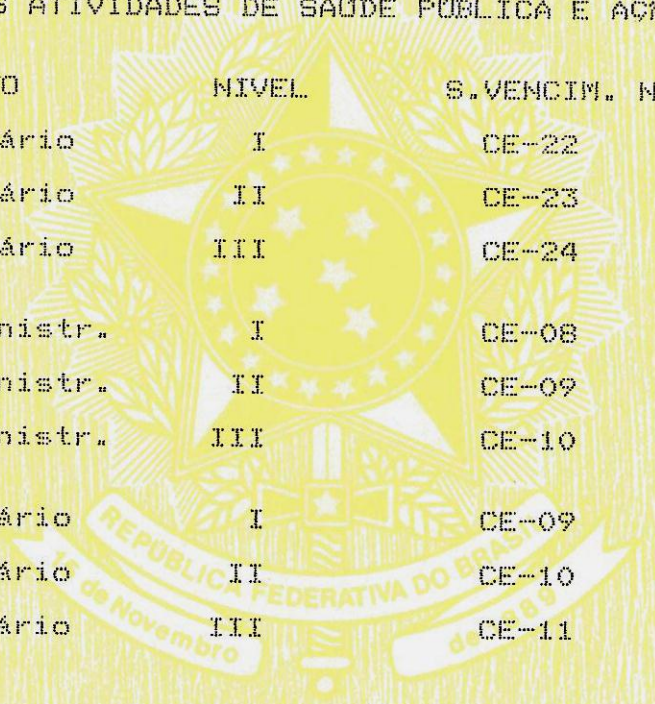 S ATIVIDADES DE SAÚDE PÚBLICA E AÇ
O NIVEL S.VENCIM. N
ário I CE-22
ário II CE-23
ário III CE-24
nistr. I CE-08
nistr. II CE-09
nistr. III CE-10
ário I CE-09
ário II CE-10
ário III CE-11
REPÚBLICA FEDERATIVA DO BRASIL
de Novembro de 1889